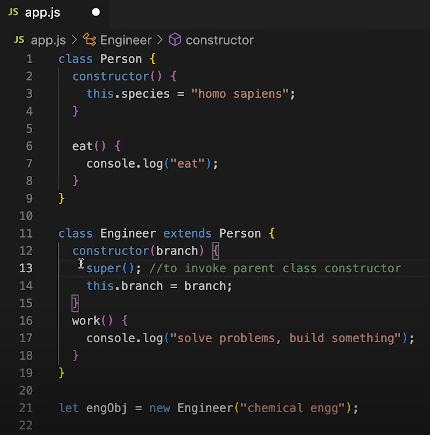 JS app.js
JS app.js > Engineer > constructor
1 class Person {
2 constructor() {
3 this.species = "homo sapiens";
4 }
5
6 eat() {
7 console.log("eat");
8 }
9 }
10
11 class Engineer extends Person {
12 constructor(branch) {
13 super(); //to invoke parent class constructor
14 this.branch = branch;
15 }
16 work() {
17 console.log("solve problems, build something");
18 }
19 }
20
21 let engObj = new Engineer("chemical engg");
22